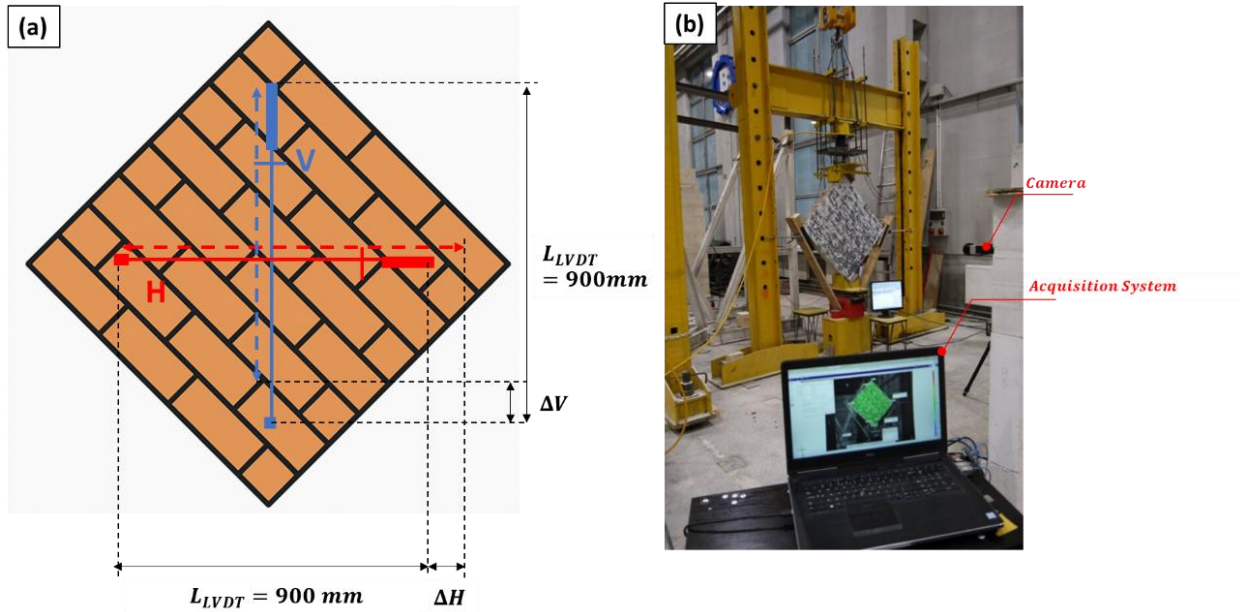 (a)
V
H
L_LVDT
= 900mm
ΔV
L_LVDT = 900 mm
ΔH
(b)
Camera
Acquisition System